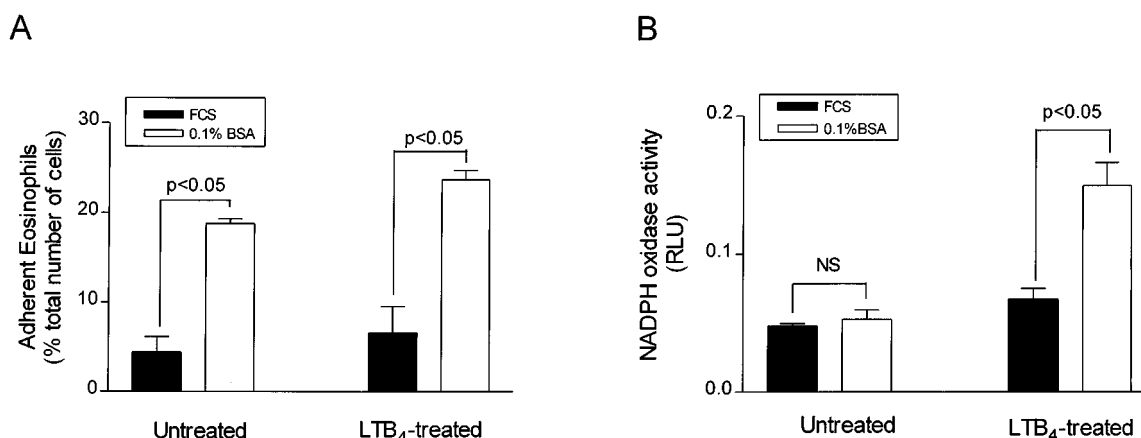 A
FCS
0.1% BSA
30
20
10
0
Adherent Eosinophils
(% total number of cells)
p<0.05
p<0.05
Untreated
LTB4-treated
B
FCS
0.1%BSA
0.2
0.1
0.0
NADPH oxidase activity
(RLU)
NS
p<0.05
Untreated
LTB4-treated